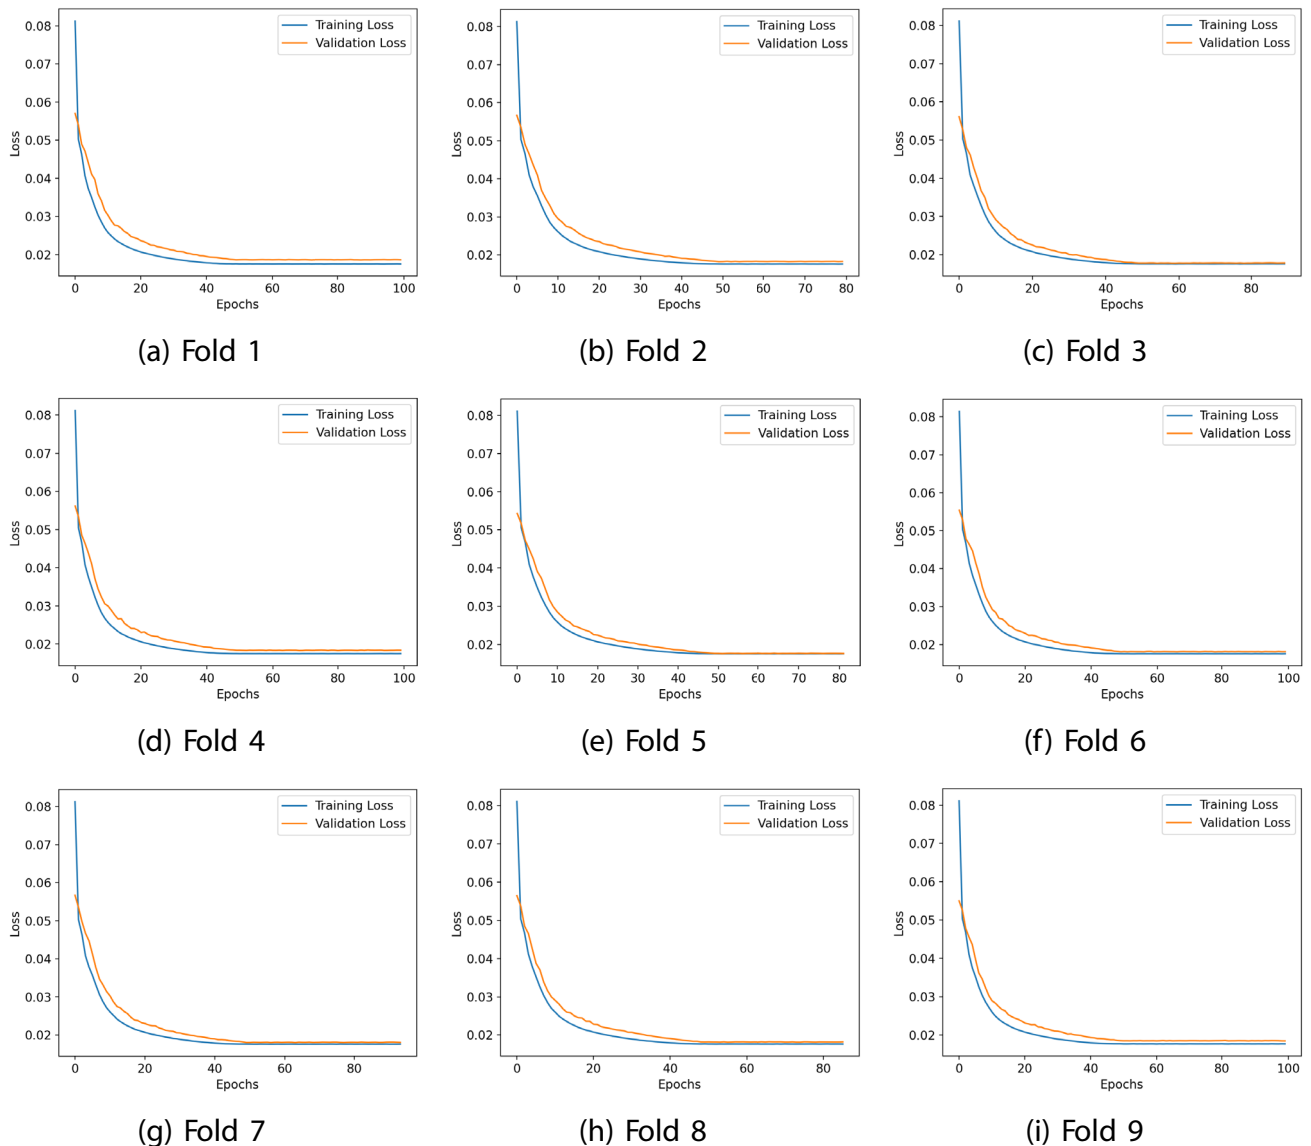 0.08
0.07
0.06
0.05
0.04
0.03
0.02
Loss
Training Loss
Validation Loss
0 20 40 60 80 100
Epochs
(a) Fold 1
0.08
0.07
0.06
0.05
0.04
0.03
0.02
Loss
Training Loss
Validation Loss
0 10 20 30 40 50 60 70 80
Epochs
(b) Fold 2
0.08
0.07
0.06
0.05
0.04
0.03
0.02
Loss
Training Loss
Validation Loss
0 20 40 60 80
Epochs
(c) Fold 3
0.08
0.07
0.06
0.05
0.04
0.03
0.02
Loss
Training Loss
Validation Loss
0 20 40 60 80 100
Epochs
(d) Fold 4
0.08
0.07
0.06
0.05
0.04
0.03
0.02
Loss
Training Loss
Validation Loss
0 10 20 30 40 50 60 70 80
Epochs
(e) Fold 5
0.08
0.07
0.06
0.05
0.04
0.03
0.02
Loss
Training Loss
Validation Loss
0 20 40 60 80 100
Epochs
(f) Fold 6
0.08
0.07
0.06
0.05
0.04
0.03
0.02
Loss
Training Loss
Validation Loss
0 20 40 60 80
Epochs
(g) Fold 7
0.08
0.07
0.06
0.05
0.04
0.03
0.02
Loss
Training Loss
Validation Loss
0 20 40 60 80
Epochs
(h) Fold 8
0.08
0.07
0.06
0.05
0.04
0.03
0.02
Loss
Training Loss
Validation Loss
0 20 40 60 80 100
Epochs
(i) Fold 9